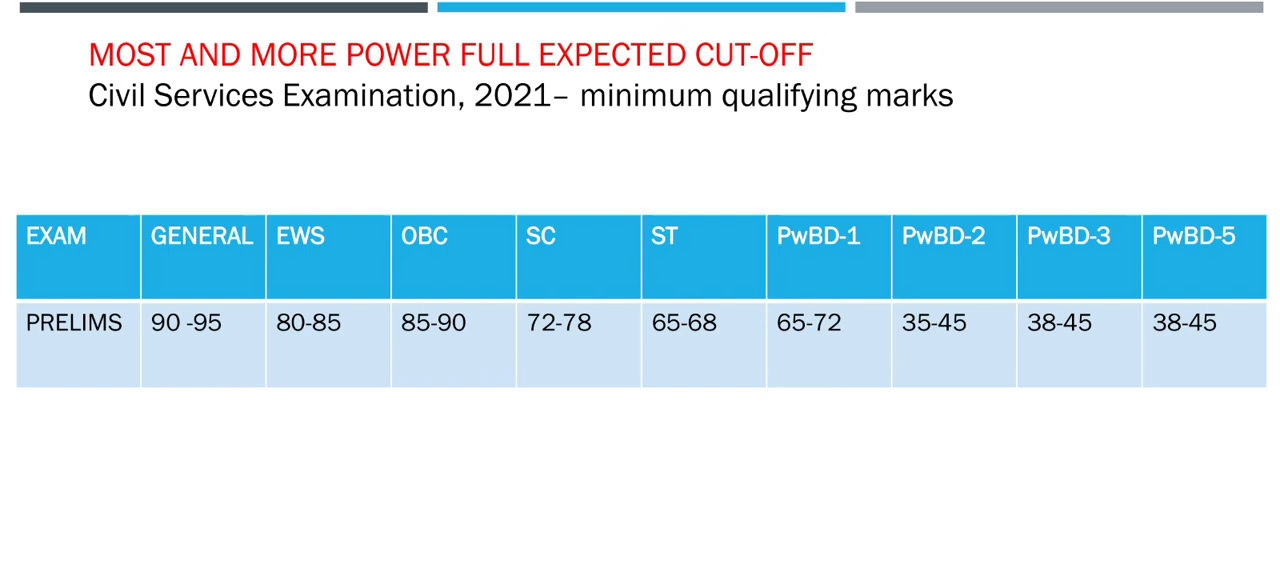 MOST AND MORE POWER FULL EXPECTED CUT-OFF
Civil Services Examination, 2021– minimum qualifying marks
EXAM GENERAL EWS OBC SC ST PwBD-1 PwBD-2 PwBD-3 PwBD-5
PRELIMS 90 -95 80-85 85-90 72-78 65-68 65-72 35-45 38-45 38-45